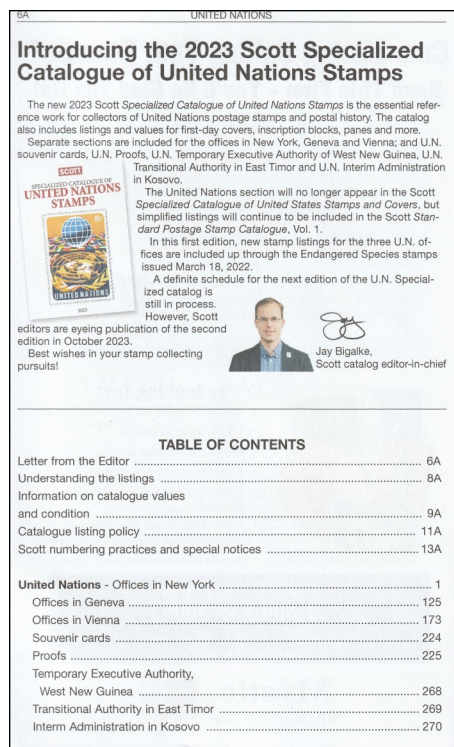 6A UNITED NATIONS
Introducing the 2023 Scott Specialized
Catalogue of United Nations Stamps
The new 2023 Scott Specialized Catalogue of United Nations Stamps is the essential refer-
ence work for collectors of United Nations postage stamps and postal history. The catalog
also includes listings and values for first-day covers, inscription blocks, panes and more.
Separate sections are included for the offices in New York, Geneva and Vienna; and U.N.
souvenir cards, U.N. Proofs, U.N. Temporary Executive Authority of West New Guinea, U.N.
Transitional Authority in East Timor and U.N. Interim Administration
in Kosovo.
The United Nations section will no longer appear in the Scott
Specialized Catalogue of United States Stamps and Covers, but
simplified listings will continue to be included in the Scott Stan-
dard Postage Stamp Catalogue, Vol. 1.
In this first edition, new stamp listings for the three U.N. of-
fices are included up through the Endangered Species stamps
issued March 18, 2022.
A definite schedule for the next edition of the U.N. Special-
ized catalog is
still in process.
However, Scott
editors are eyeing publication of the second
edition in October 2023.
Best wishes in your stamp collecting
pursuits!
SCOTT
SPECIALIZED CATALOGUE OF
UNITED NATIONS
STAMPS
UNITED NATIONS
2023
Jay
Jay Bigalke,
Scott catalog editor-in-chief
TABLE OF CONTENTS
Letter from the Editor ........ 6A
Understanding the listings ........ 8A
Information on catalogue values
and condition ........ 9A
Catalogue listing policy ........ 11A
Scott numbering practices and special notices ........ 13A
United Nations - Offices in New York ........ 1
Offices in Geneva ........ 125
Offices in Vienna ........ 173
Souvenir cards ........ 224
Proofs ........ 225
Temporary Executive Authority,
West New Guinea ........ 268
Transitional Authority in East Timor ........ 269
Interm Administration in Kosovo ........ 270